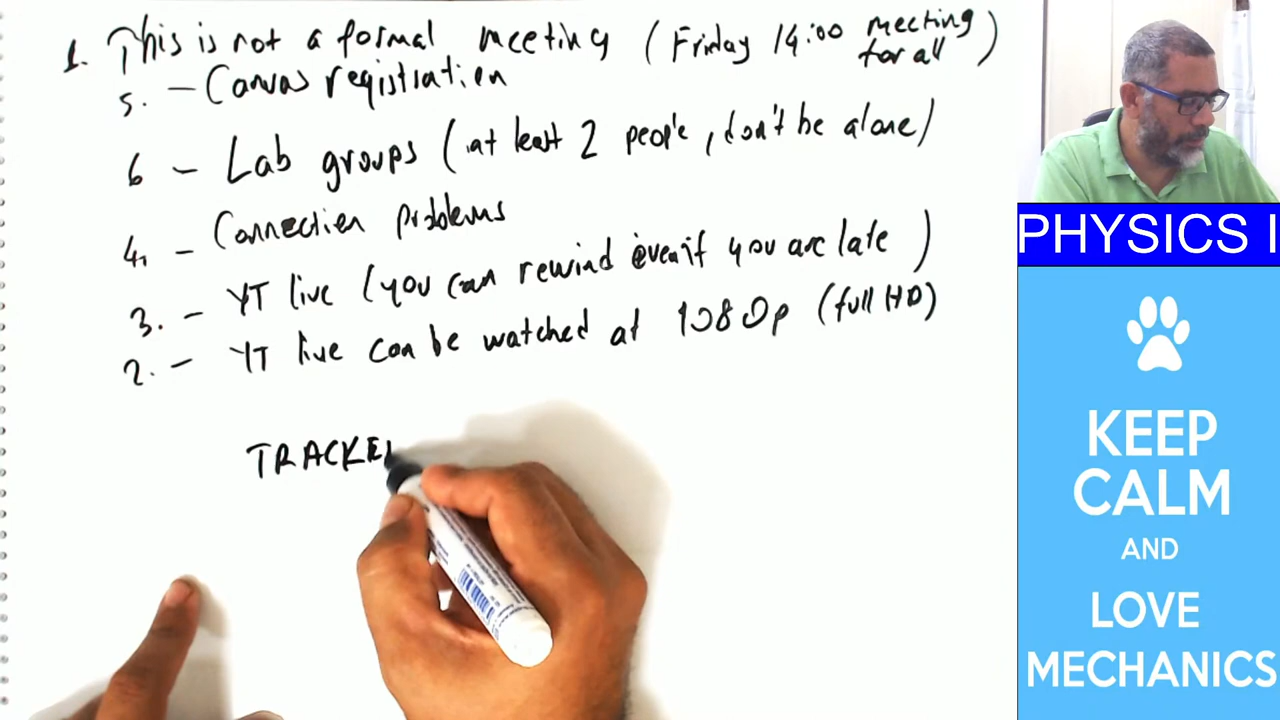 1. This is not a formal meeting (Friday 14:00 meeting for all)
5. - Canvas registration
6 - Lab groups (at least 2 people, don't be alone)
4. - Connection problems
3. - YT live (you can rewind even if you are late)
2. - YT live can be watched at 1080p (full HD)
TRACKE
PHYSICS I
KEEP
CALM
AND
LOVE
MECHANICS